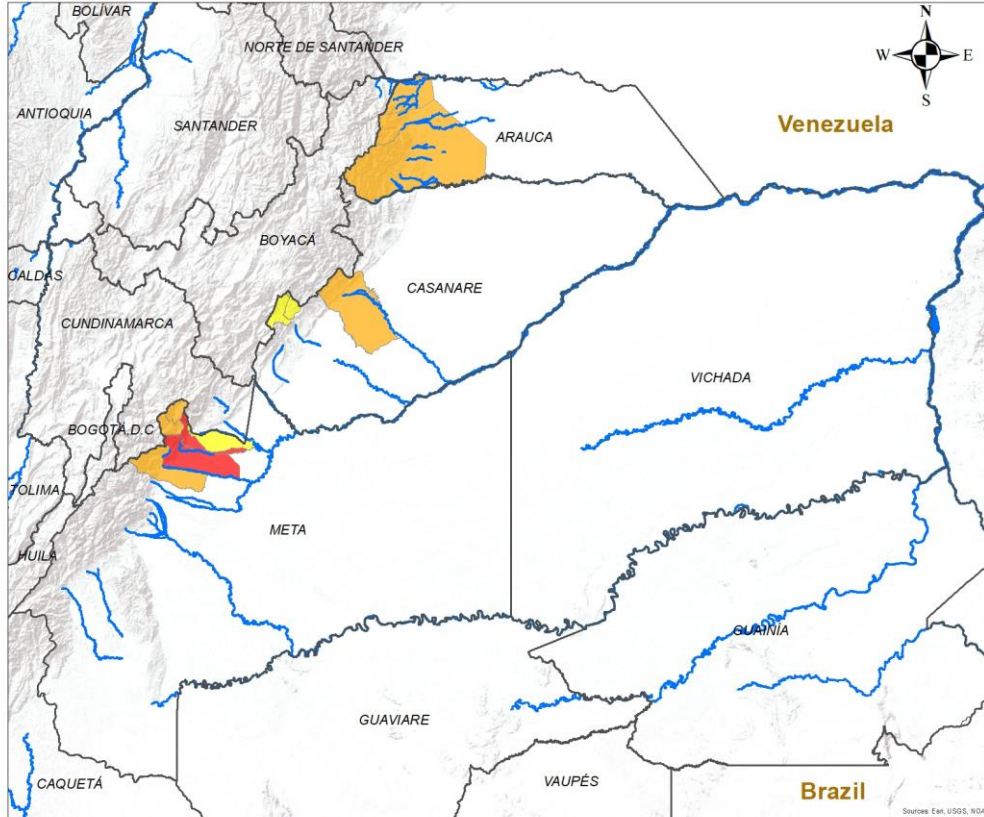 BOLÍVAR
N
NORTE DE SANTANDER
W
E
S
ANTIOQUIA
SANTANDER
Venezuela
ARAUCA
BOYACÁ
CALDAS
CASANARE
CUNDINAMARCA
VICHADA
BOGOTÁ D.C
TOLIMA
META
HUILA
GUAINÍA
GUAVIARE
CAQUETÁ
VAUPÉS
Brazil
Sources: Esri, USGS, NOA